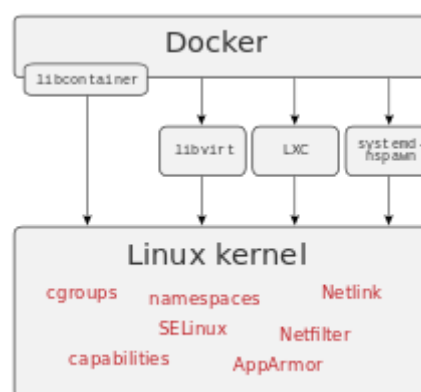 Docker
libcontainer
libvirt
LXC
systemd-
nspawn
Linux kernel
cgroups
namespaces
Netlink
SELinux
Netfilter
capabilities
AppArmor